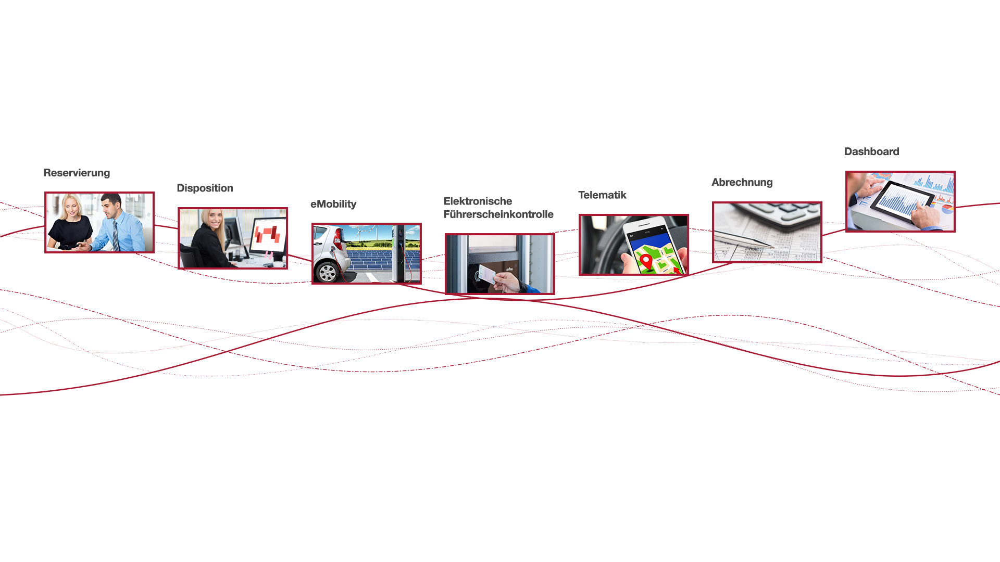 Reservierung
Disposition
eMobility
Elektronische
Führerscheinkontrolle
Telematik
Abrechnung
Dashboard